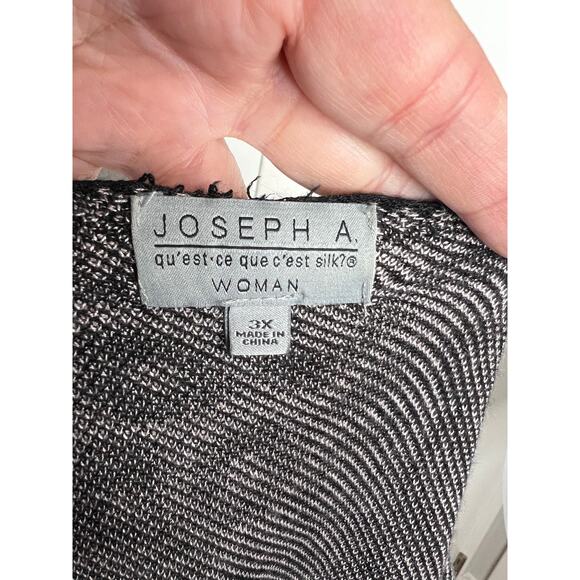 JOSEPH A.
qu'est·ce que c'est silk?®
WOMAN
3X
MADE IN
CHINA